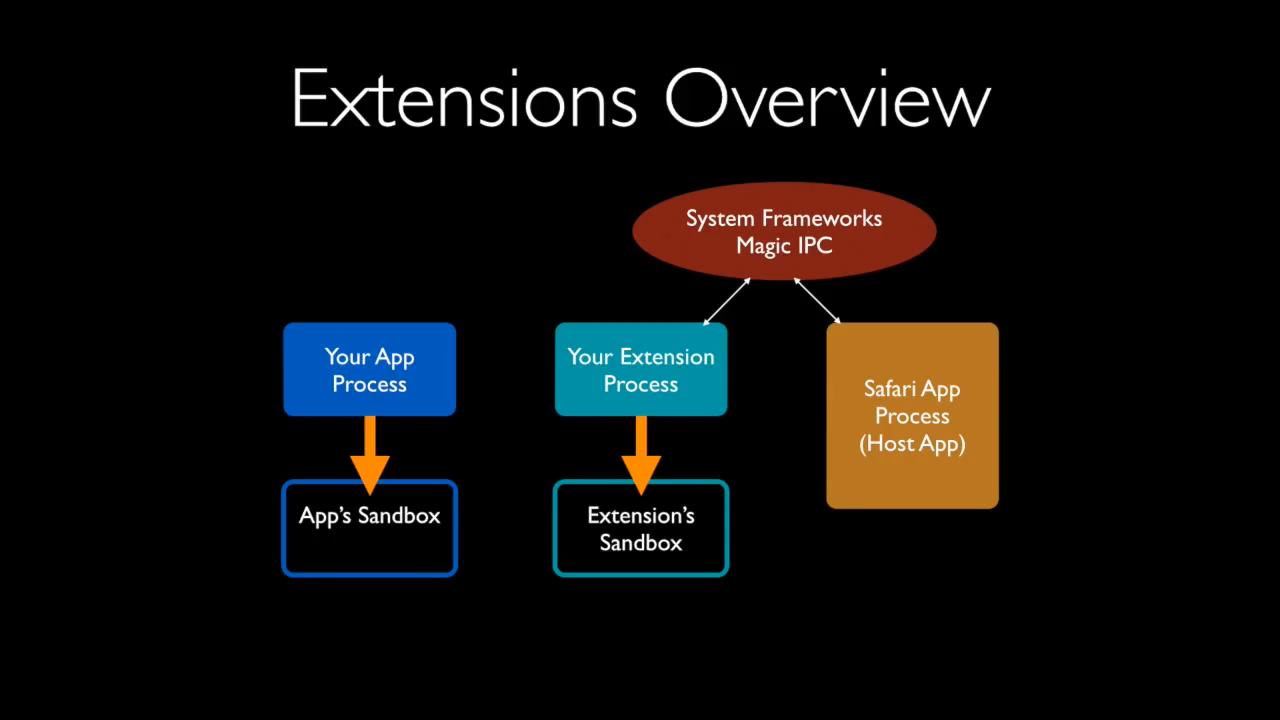 Extensions Overview
System Frameworks
Magic IPC
Your App
Process
Your Extension
Process
Safari App
Process
(Host App)
App's Sandbox
Extension's
Sandbox